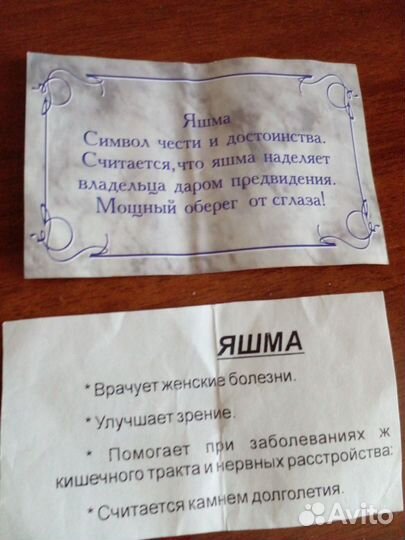 Яшма
Символ чести и достоинства.
Считается,что яшма наделяет
владельца даром предвидения.
Мощный оберег от сглаза!
ЯШМА
* Врачует женские болезни.
* Улучшает зрение.
* Помогает при заболеваниях ж
кишечного тракта и нервных расстройства:
* Считается камнем долголетия.
Avito